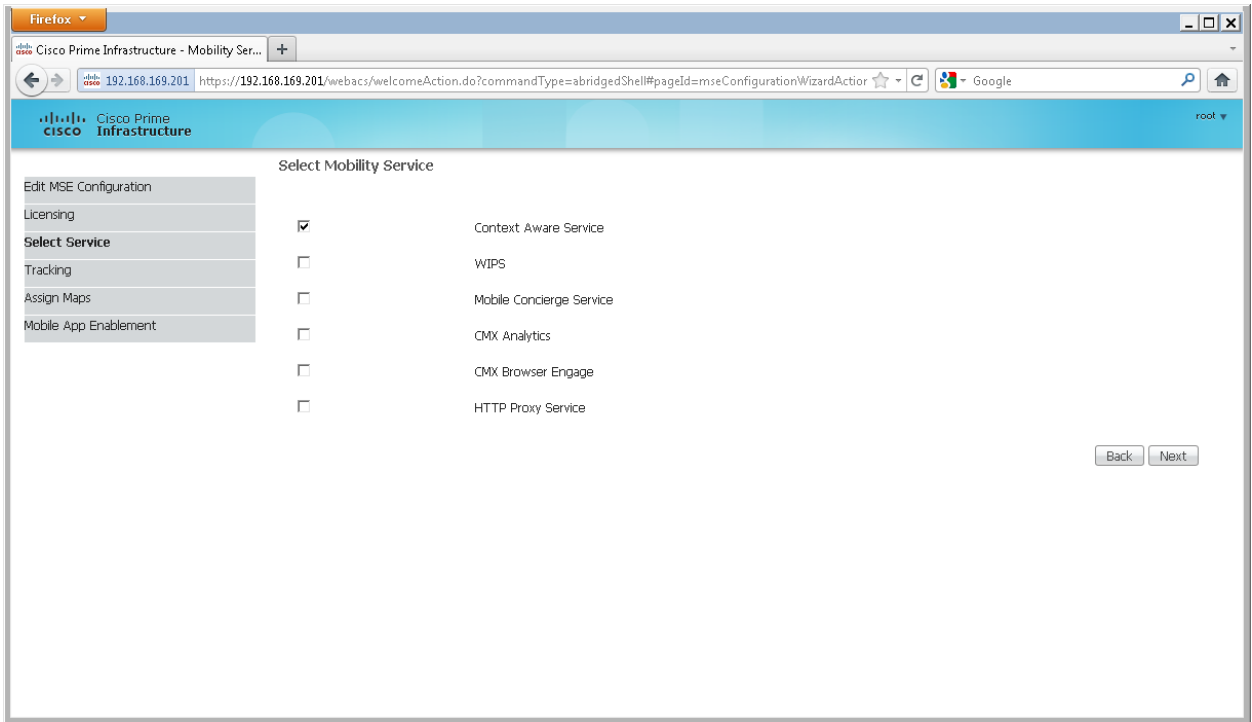 Firefox
Cisco Prime Infrastructure - Mobility Ser...
192.168.169.201 https://192.168.169.201/webacs/welcomeAction.do?commandType=abridgedShell#pageId=mseConfigurationWizardAction
Google
cisco
Cisco Prime
Infrastructure
root
Edit MSE Configuration
Licensing
Select Service
Tracking
Assign Maps
Mobile App Enablement
Select Mobility Service
Context Aware Service
WIPS
Mobile Concierge Service
CMX Analytics
CMX Browser Engage
HTTP Proxy Service
Back
Next